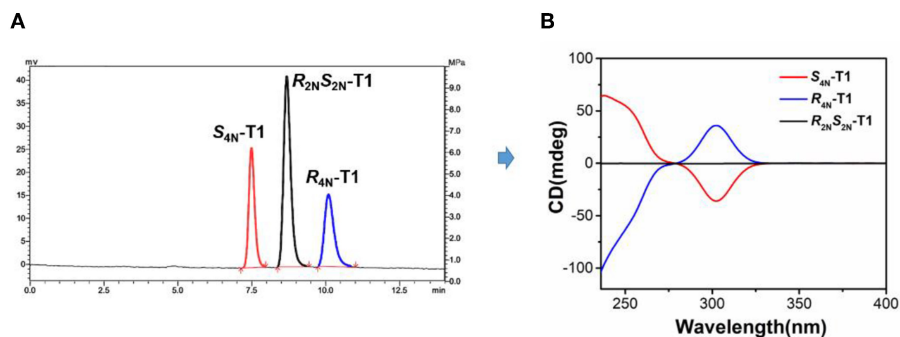 A
mv
MPa
40
35
30
25
20
15
10
5
0
9.0
8.0
7.0
6.0
5.0
4.0
3.0
2.0
1.0
0.0
S4N-T1
R2NS2N-T1
R4N-T1
0.0 2.5 5.0 7.5 10.0 12.5 min
B
CD(mdeg)
100
50
0
-50
-100
S4N-T1
R4N-T1
R2NS2N-T1
250 300 350 400
Wavelength(nm)